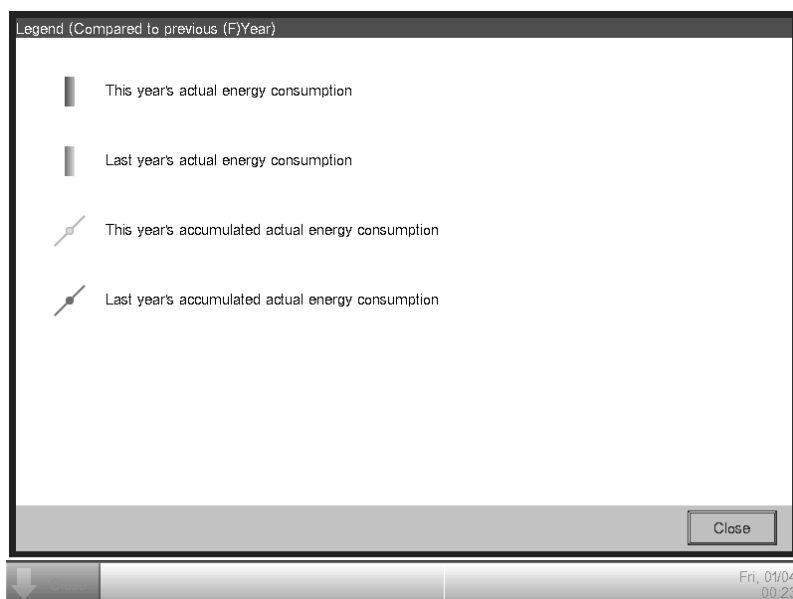 Legend (Compared to previous (F)Year)
This year's actual energy consumption
Last year's actual energy consumption
This year's accumulated actual energy consumption
Last year's accumulated actual energy consumption
Close
Fri, 01/04
00:23